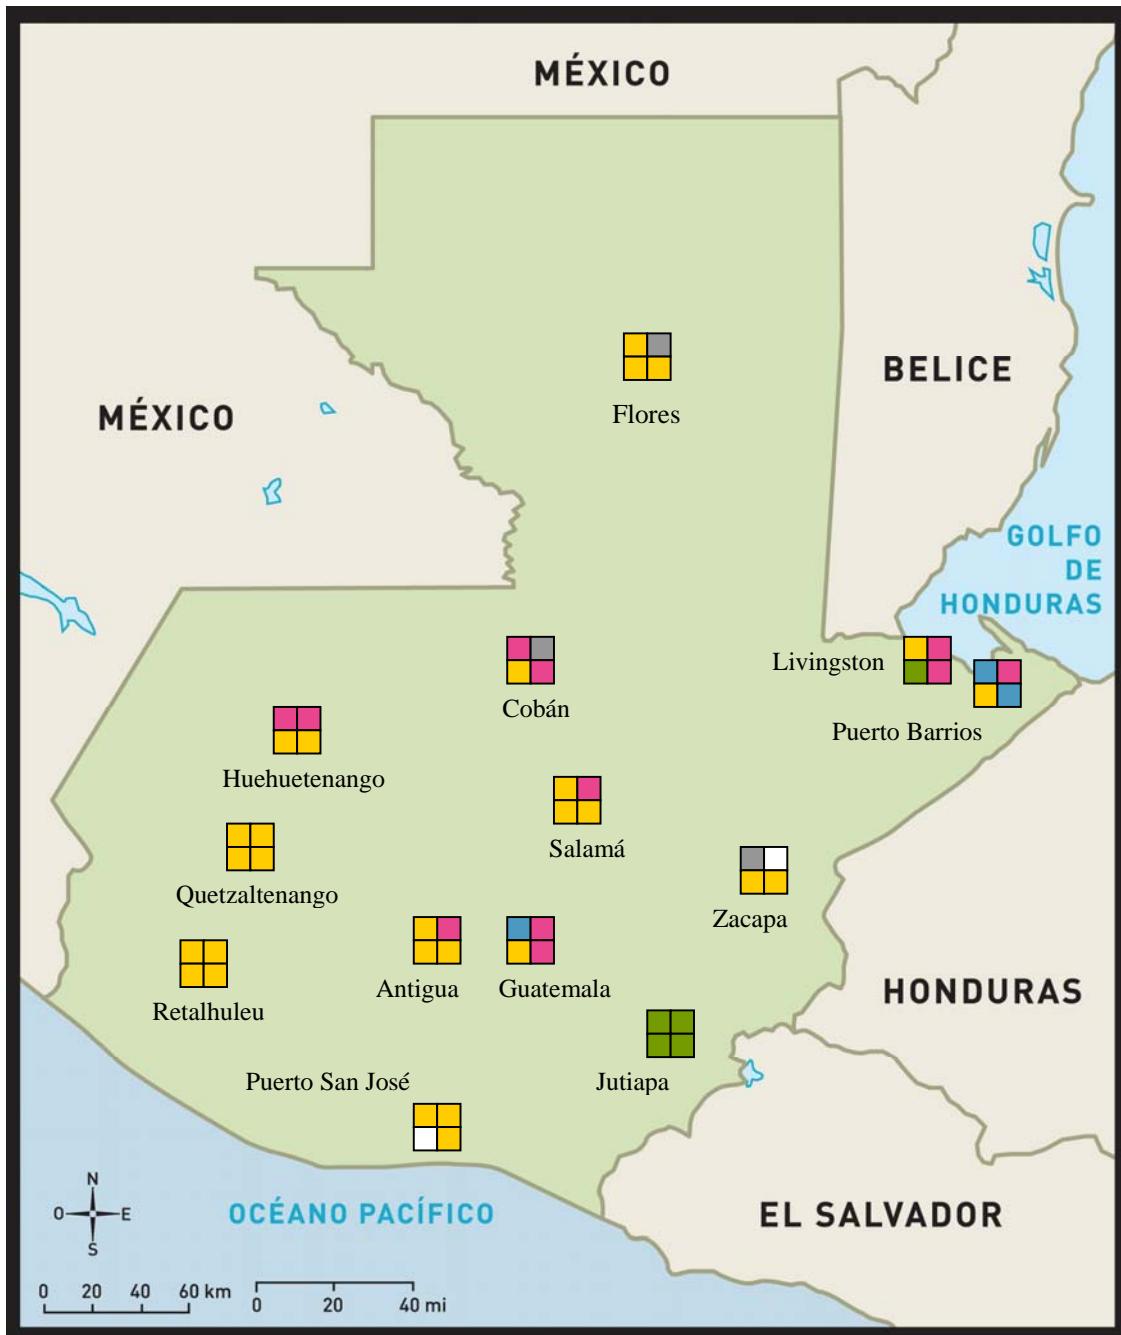 MÉXICO
BELICE
Flores
MÉXICO
GOLFO
DE
HONDURAS
Livingston
Cobán
Puerto Barrios
Huehuetenango
Salamá
Quetzaltenango
Zacapa
Antigua
Guatemala
HONDURAS
Retalhuleu
Puerto San José
Jutiapa
N
O E
S
OCÉANO PACÍFICO
EL SALVADOR
0 20 40 60 km
0 20 40 mi